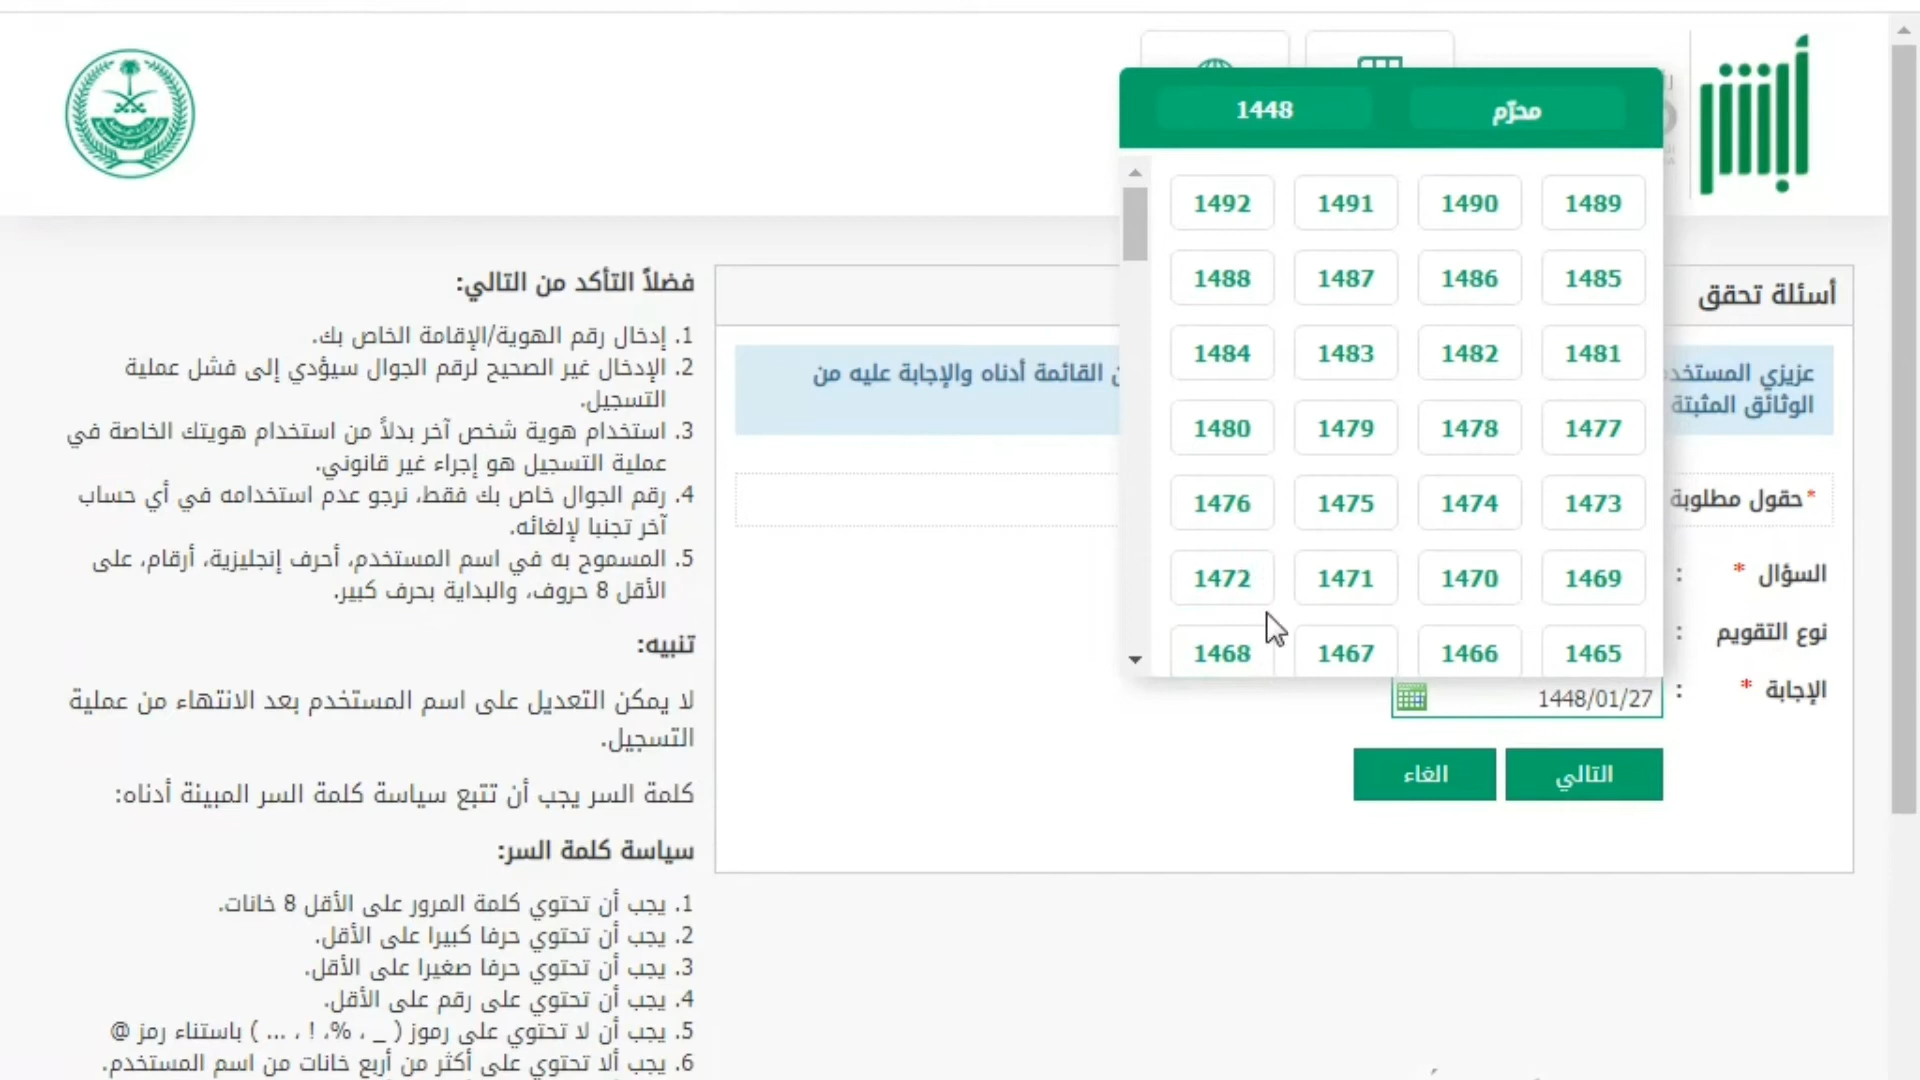 أبشر
محرّم 1448
1492 1491 1490 1489
1488 1487 1486 1485
1484 1483 1482 1481
1480 1479 1478 1477
1476 1475 1474 1473
1472 1471 1470 1469
1468 1467 1466 1465
أسئلة تحقق
عزيزي المستخد القائمة أدناه والإجابة عليه من
الوثائق المثبتة
*حقول مطلوبة
السؤال * :
نوع التقويم :
الإجابة * : 1448/01/27
التالي الغاء
فضلاً التأكد من التالي:
1. إدخال رقم الهوية/الإقامة الخاص بك.
2. الإدخال غير الصحيح لرقم الجوال سيؤدي إلى فشل عملية
التسجيل.
3. استخدام هوية شخص آخر بدلاً من استخدام هويتك الخاصة في
عملية التسجيل هو إجراء غير قانوني.
4. رقم الجوال خاص بك فقط، نرجو عدم استخدامه في أي حساب
آخر تجنبا لإلغائه.
5. المسموح به في اسم المستخدم، أحرف إنجليزية، أرقام، على
الأقل 8 حروف، والبداية بحرف كبير.
تنبيه:
لا يمكن التعديل على اسم المستخدم بعد الانتهاء من عملية
التسجيل.
كلمة السر يجب أن تتبع سياسة كلمة السر المبينة أدناه:
سياسة كلمة السر:
1. يجب أن تحتوي كلمة المرور على الأقل 8 خانات.
2. يجب أن تحتوي حرفا كبيرا على الأقل.
3. يجب أن تحتوي حرفا صغيرا على الأقل.
4. يجب أن تحتوي على رقم على الأقل.
5. يجب أن لا تحتوي على رموز ( _ ، %، ! ، ... ) باستثناء رمز @
6. يجب ألا تحتوي على أكثر من أربع خانات من اسم المستخدم.